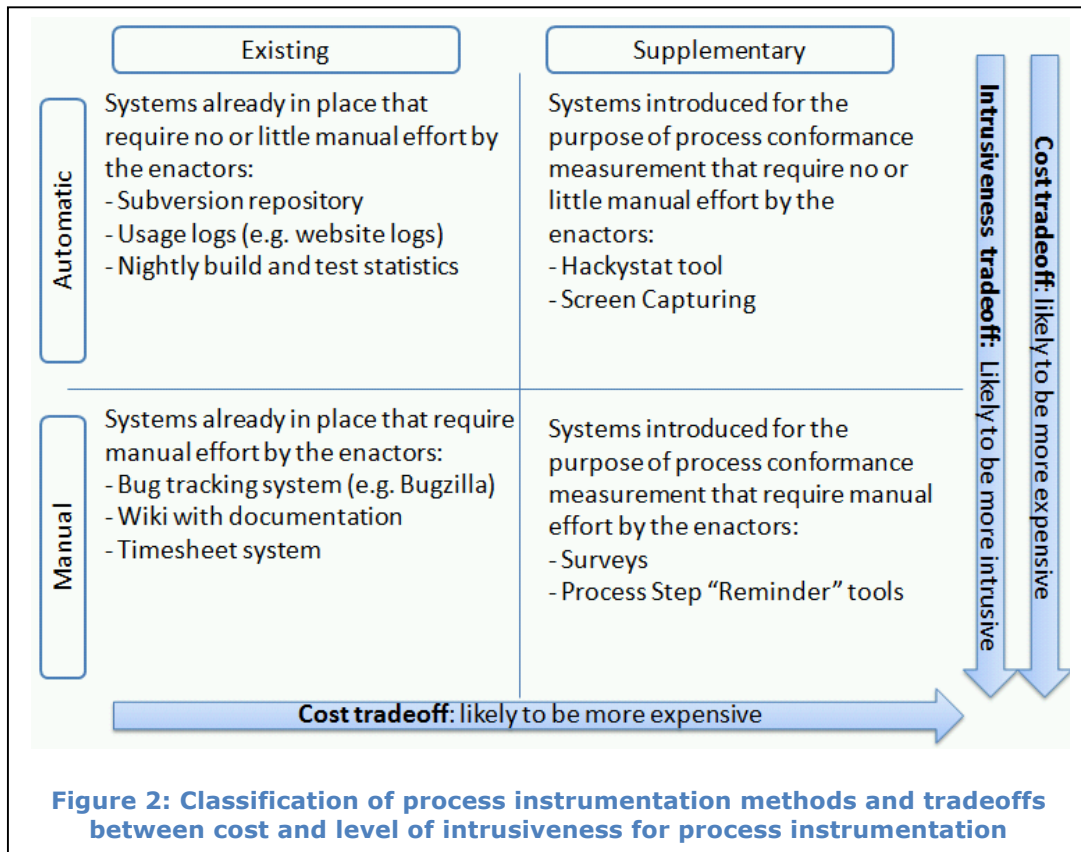 Existing
Supplementary
Automatic
Systems already in place that
require no or little manual effort by
the enactors:
- Subversion repository
- Usage logs (e.g. website logs)
- Nightly build and test statistics
Systems introduced for the
purpose of process conformance
measurement that require no or
little manual effort by the
enactors:
- Hackystat tool
- Screen Capturing
Manual
Systems already in place that require
manual effort by the enactors:
- Bug tracking system (e.g. Bugzilla)
- Wiki with documentation
- Timesheet system
Systems introduced for the
purpose of process conformance
measurement that require manual
effort by the enactors:
- Surveys
- Process Step “Reminder” tools
Intrusiveness tradeoff: Likely to be more intrusive
Cost tradeoff: likely to be more expensive
Cost tradeoff: likely to be more expensive
Figure 2: Classification of process instrumentation methods and tradeoffs
between cost and level of intrusiveness for process instrumentation